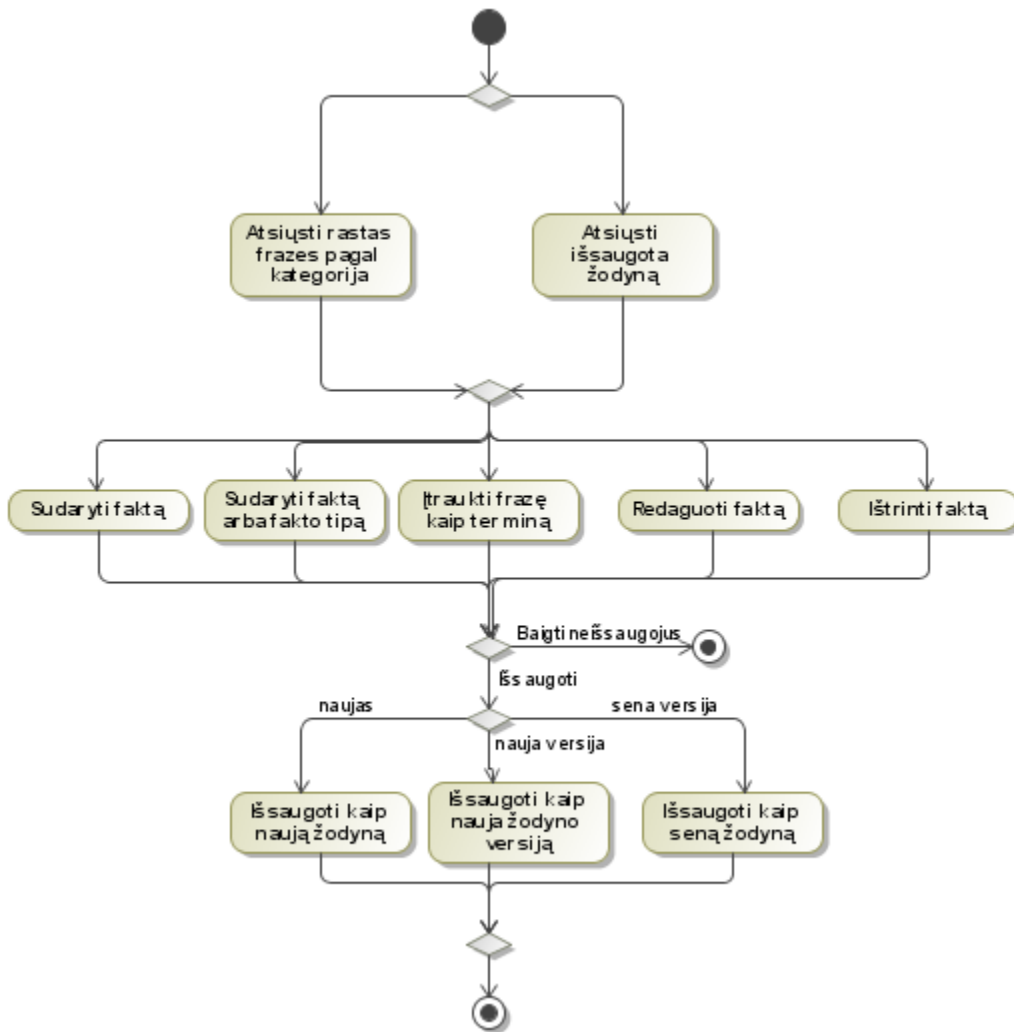 Atsiųsti rastas
frazes pagal
kategorija
Atsiųsti
išsaugota
žodyną
Sudaryti faktą
Sudaryti faktą
arba fakto tipą
Įtraukti frazę
kaip terminą
Redaguoti faktą
Ištrinti faktą
Baigti neišsaugojus
Išsaugoti
naujas
sena versija
nauja versija
Išsaugoti kaip
naują žodyną
Išsaugoti kaip
nauja žodyno
versiją
Išsaugoti kaip
seną žodyną